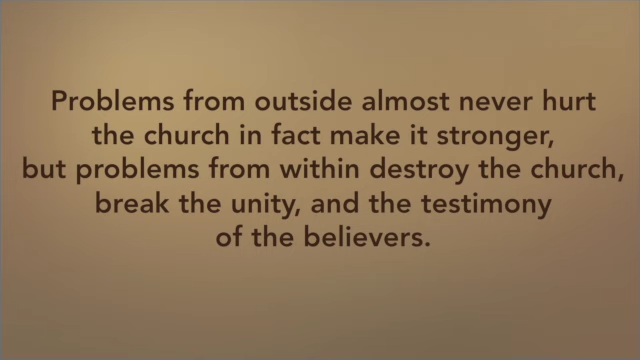 Problems from outside almost never hurt
the church in fact make it stronger,
but problems from within destroy the church,
break the unity, and the testimony
of the believers.